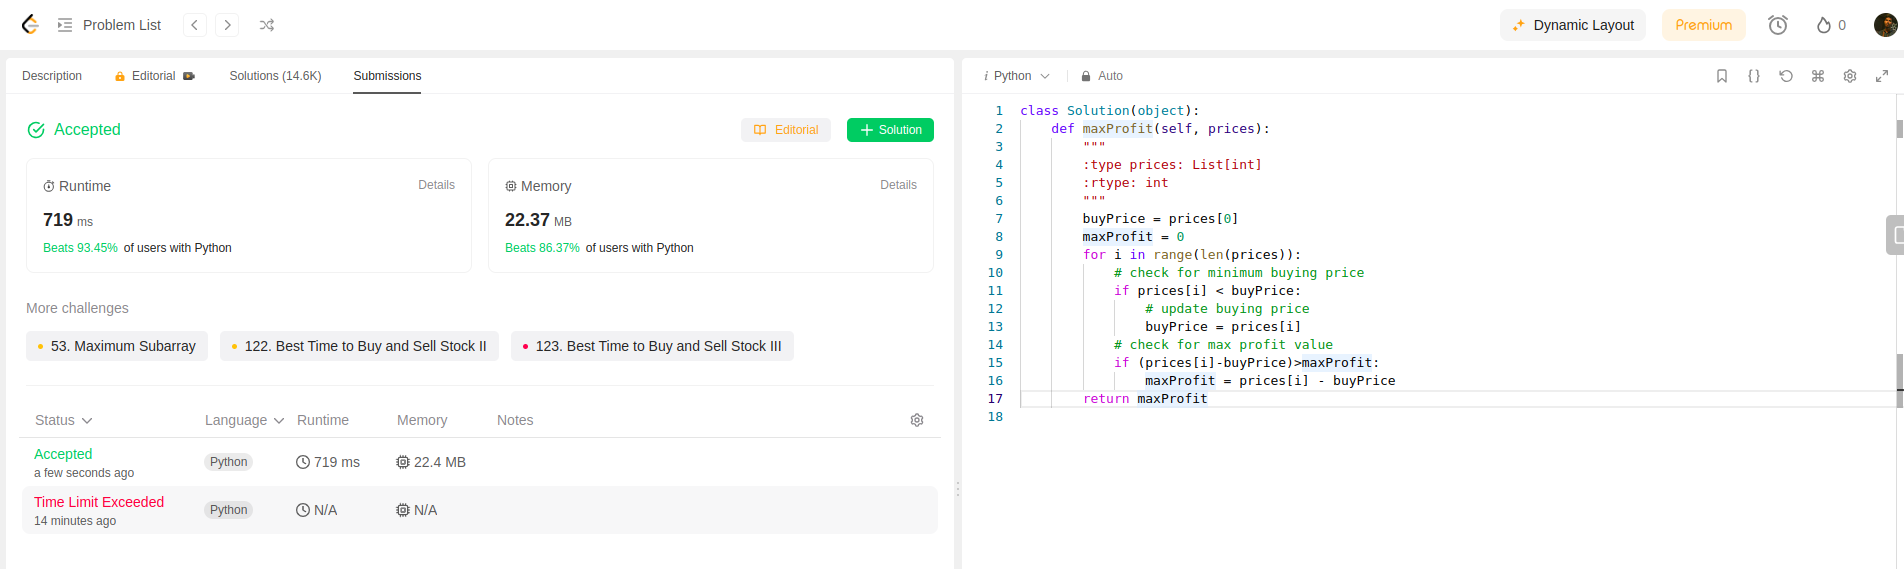 Problem List
Dynamic Layout
Premium
0
Description
Editorial
Solutions (14.6K)
Submissions
Accepted
Editorial
Solution
Runtime
Details
719 ms
Beats 93.45% of users with Python
Memory
Details
22.37 MB
Beats 86.37% of users with Python
More challenges
53. Maximum Subarray
122. Best Time to Buy and Sell Stock II
123. Best Time to Buy and Sell Stock III
Status Language Runtime Memory Notes
Accepted
a few seconds ago
Python 719 ms 22.4 MB
Time Limit Exceeded
14 minutes ago
Python N/A N/A
i Python
Auto
1 class Solution(object):
2 def maxProfit(self, prices):
3 """
4 :type prices: List[int]
5 :rtype: int
6 """
7 buyPrice = prices[0]
8 maxProfit = 0
9 for i in range(len(prices)):
10 # check for minimum buying price
11 if prices[i] < buyPrice:
12 # update buying price
13 buyPrice = prices[i]
14 # check for max profit value
15 if (prices[i]-buyPrice)>maxProfit:
16 maxProfit = prices[i] - buyPrice
17 return maxProfit
18